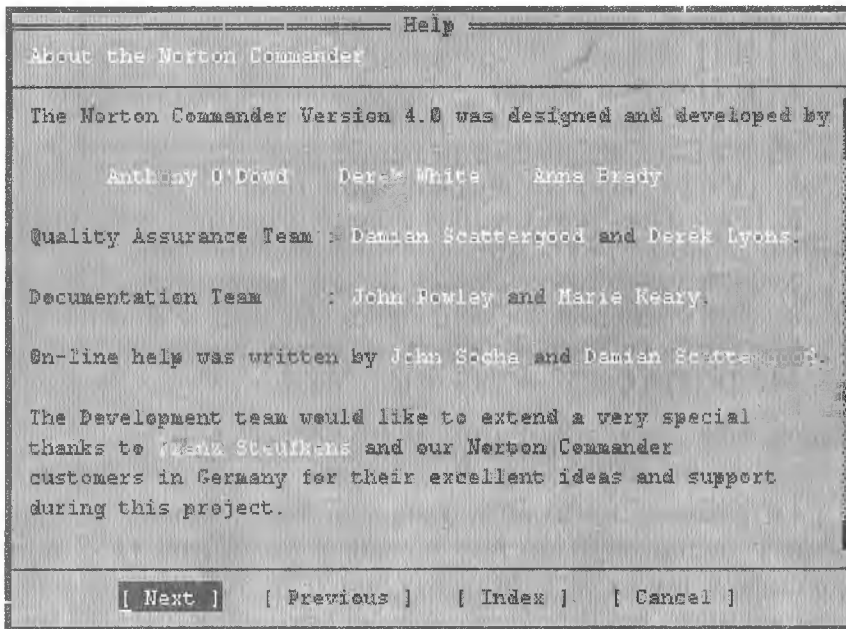 Help
About the Norton Commander
The Norton Commander Version 4.0 was designed and developed by
Anthony O'Doud Derek White Anna Brady
Quality Assurance Team : Damian Scattergood and Derek Lyons.
Documentation Team : John Rowley and Marie Keary.
On-line help was written by John Socha and Damian Scattergood.
The Development team would like to extend a very special
thanks to and our Norton Commander
customers in Germany for their excellent ideas and support
during this project.
[ Next ] [ Previous ] [ Index ] [ Cancel ]